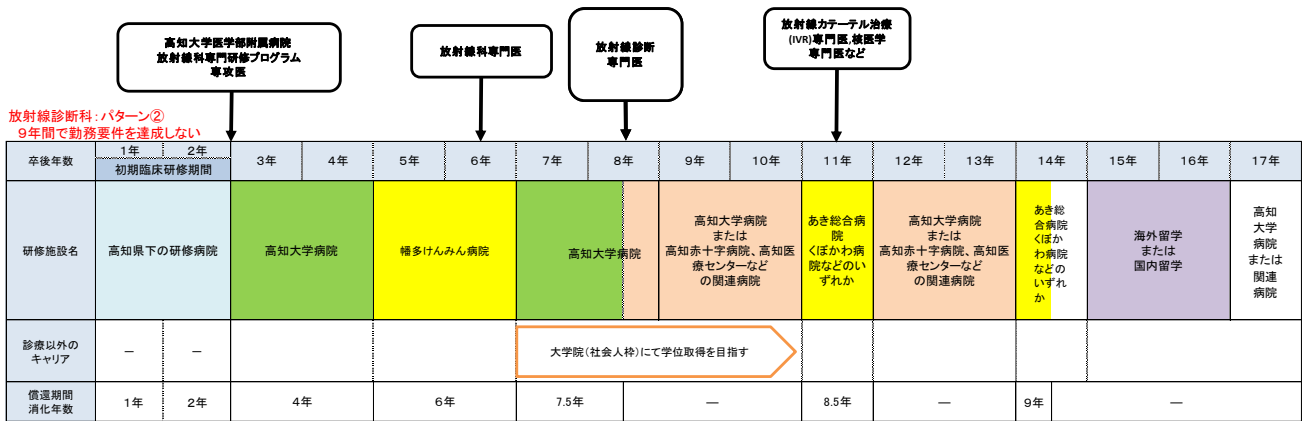 高知大学医学部附属病院
放射線科専門研修プログラム
専攻医
放射線科専門医
放射線診断
専門医
放射線カテーテル治療
(IVR)専門医,核医学
専門医など
放射線診断科：パターン②
9年間で勤務要件を達成しない
卒後年数
1年
2年
初期臨床研修期間
3年
4年
5年
6年
7年
8年
9年
10年
11年
12年
13年
14年
15年
16年
17年
研修施設名
高知県下の研修病院
高知大学病院
幡多けんみん病院
高知大学病院
高知大学病院
または
高知赤十字病院、高知医
療センターなど
の関連病院
あき総合病
院
くぼかわ病
院などのい
ずれか
高知大学病院
または
高知赤十字病院、高知医
療センターなど
の関連病院
あき総
合病院
くぼか
わ病院
などの
いずれ
か
海外留学
または
国内留学
高知
大学
病院
または
関連
病院
診療以外の
キャリア
－
－
大学院（社会人枠）にて学位取得を目指す
償還期間
消化年数
1年
2年
4年
6年
7.5年
－
8.5年
－
9年
－